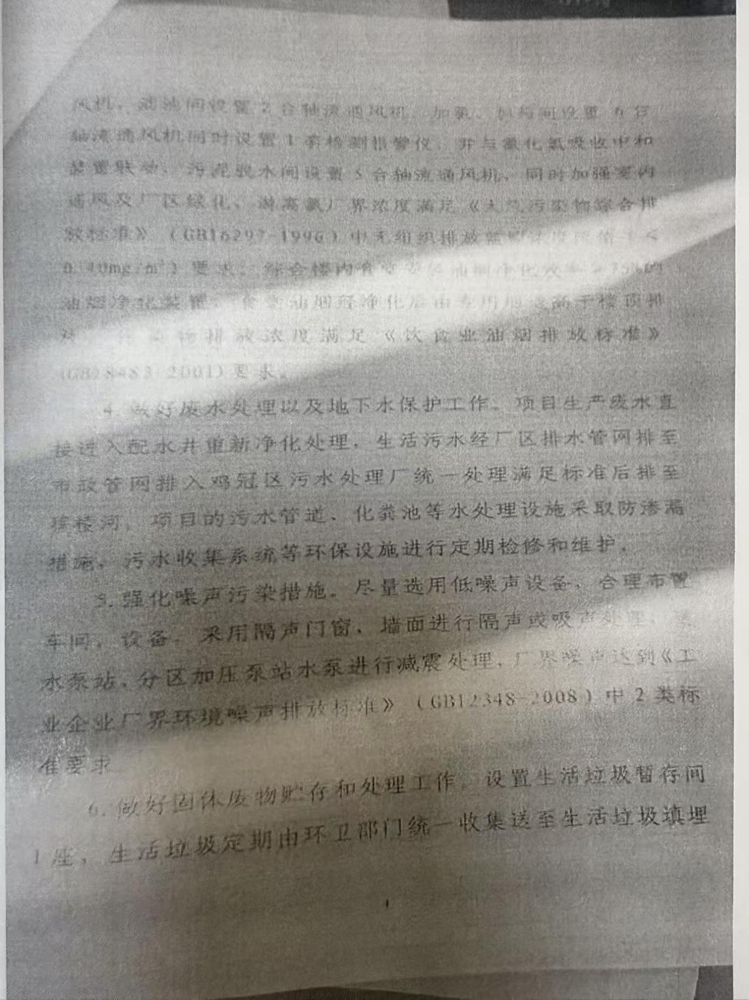 风机，滤池间设置2台轴流通风机，加氯、加药间设置6台
轴流通风机同时设置1套检测报警仪，并与氯化氢吸收中和
装置联动，污泥脱水间设置5台轴流通风机，同时加强室内
通风及厂区绿化，游离氯厂界浓度满足《大气污染物综合排
放标准》（GB16297-1996）中无组织排放监
0.40mg/m³）要求；综合楼内食堂安 油烟净化效率 的
油烟净化装置，食堂油烟经净化后由专用烟道高于楼顶排
排放浓度满足《饮食业油烟排放标准》
(GB18483-2001)要求。
4.做好废水处理以及地下水保护工作。项目生产废水直
接进入配水井重新净化处理，生活污水经厂区排水管网排至
市政管网排入鸡冠区污水处理厂统一处理满足标准后排至
穆棱河。项目的污水管道、化粪池等水处理设施采取防渗漏
措施，污水收集系统等环保设施进行定期检修和维护。
5.强化噪声污染措施。尽量选用低噪声设备，合理布置
车间，设备，采用隔声门窗，墙面进行隔声或吸声处理
水泵站，分区加压泵站水泵进行减震处理，厂界噪声达到《工
业企业厂界环境噪声排放标准》（GB12348-2008）中2类标
准要求
6.做好固体废物贮存和处理工作。设置生活垃圾暂存间
1座，生活垃圾定期由环卫部门统一收集送至生活垃圾填埋